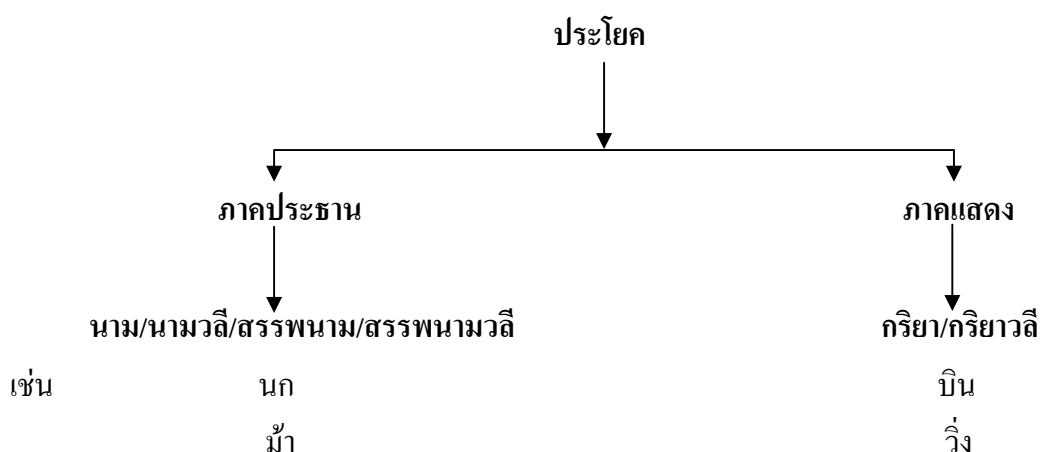 ประโยค
ภาคประธาน ภาคแสดง
นาม/นามวลี/สรรพนาม/สรรพนามวลี กริยา/กริยาวลี
เช่น นก บิน
ม้า วิ่ง